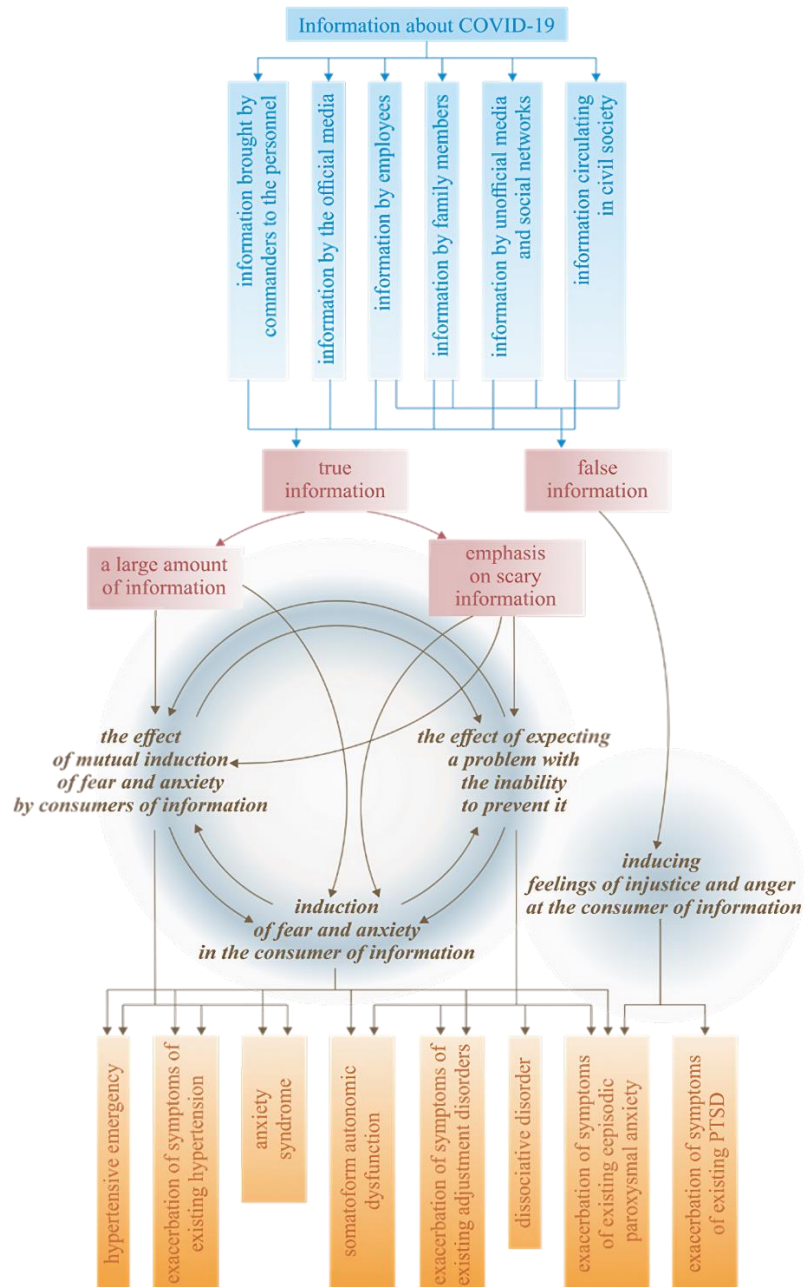 Information about COVID-19
information brought by
commanders to the personnel
information by the official media
information by employees
information by family members
information by unofficial media
and social networks
information circulating
in civil society
true
information
false
information
a large amount
of information
emphasis
on scary
information
the effect
of mutual induction
of fear and anxiety
by consumers of information
the effect of expecting
a problem with
the inability
to prevent it
inducing
feelings of injustice and anger
at the consumer of information
induction
of fear and anxiety
in the consumer of information
hypertensive emergency
exacerbation of symptoms of
existing hypertension
anxiety
syndrome
somatoform autonomic
dysfunction
exacerbation of symptoms of
existing adjustment disorders
dissociative disorder
exacerbation of symptoms
of existing eepisodic
paroxysmal anxiety
exacerbation of symptoms
of existing PTSD